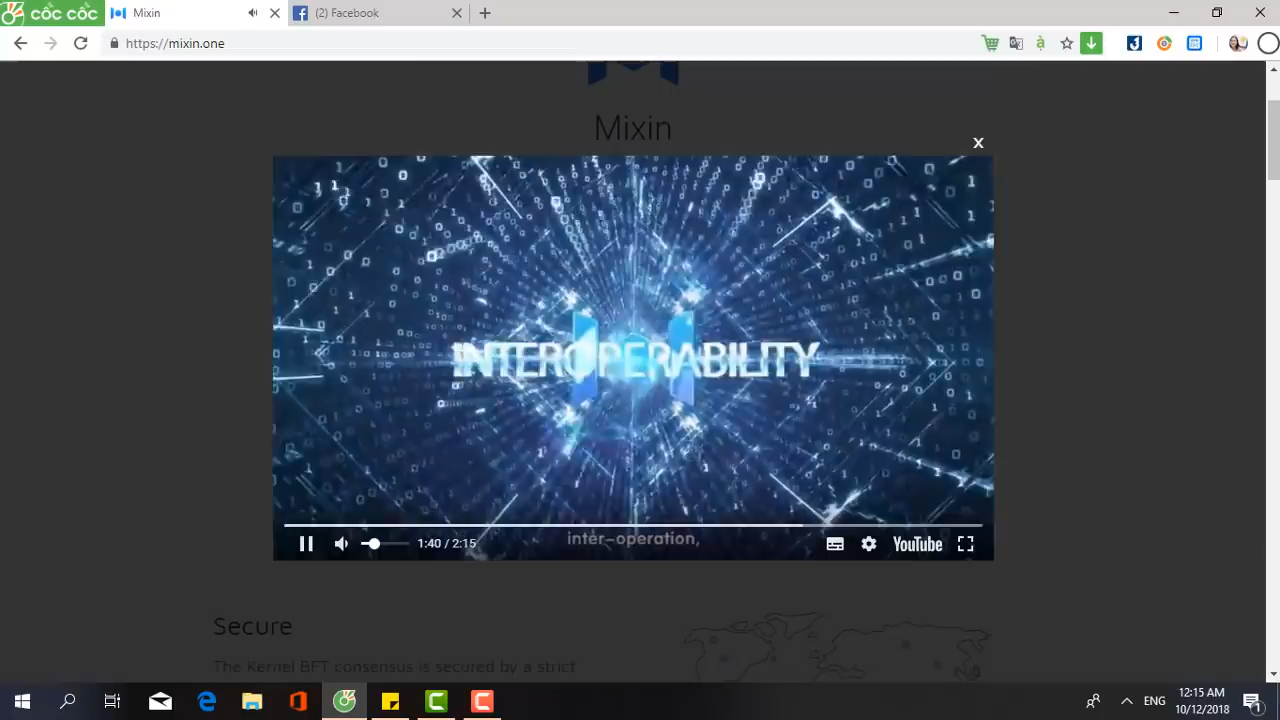 cốc cốc
Mixin
(2) Facebook
https://mixin.one
Mixin
x
INTEROPERABILITY
inter-operation,
1:40 / 2:15
YouTube
Secure
The Kernel BFT consensus is secured by a strict
ENG
12:15 AM
10/12/2018
1